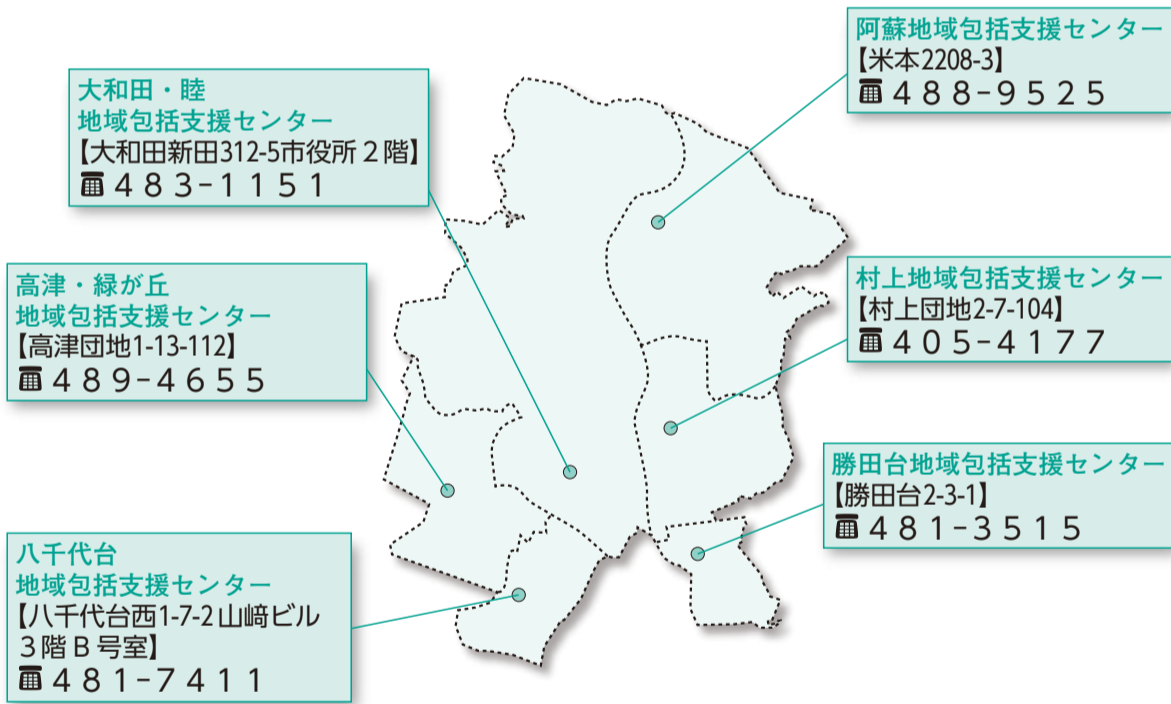 大和田・睦
地域包括支援センター
【大和田新田312-5市役所２階】
☎４８３-１１５１
高津・緑が丘
地域包括支援センター
【高津団地1-13-112】
☎４８９-４６５５
八千代台
地域包括支援センター
【八千代台西1-7-2山﨑ビル
３階Ｂ号室】
☎４８１-７４１１
阿蘇地域包括支援センター
【米本2208-3】
☎４８８-９５２５
村上地域包括支援センター
【村上団地2-7-104】
☎４０５-４１７７
勝田台地域包括支援センター
【勝田台2-3-1】
☎４８１-３５１５